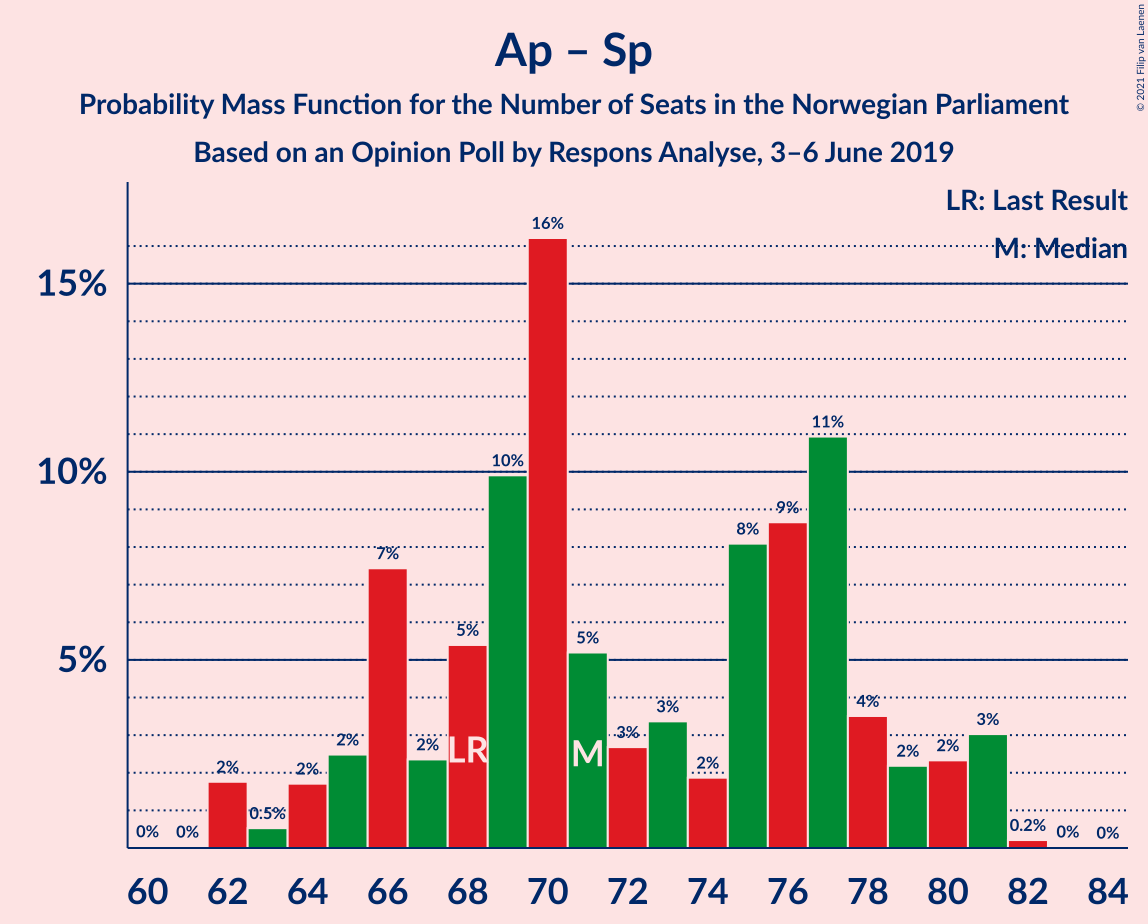 Ap – Sp
Probability Mass Function for the Number of Seats in the Norwegian Parliament
Based on an Opinion Poll by Respons Analyse, 3–6 June 2019
© 2021 Filip van Laenen
LR: Last Result
M: Median
15%
10%
5%
0% 0% 2% 0.5% 2% 2% 7% 2% 5% 10% 16% 5% 3% 3% 2% 8% 9% 11% 4% 2% 2% 3% 0.2% 0% 0%
LR M
60 62 64 66 68 70 72 74 76 78 80 82 84